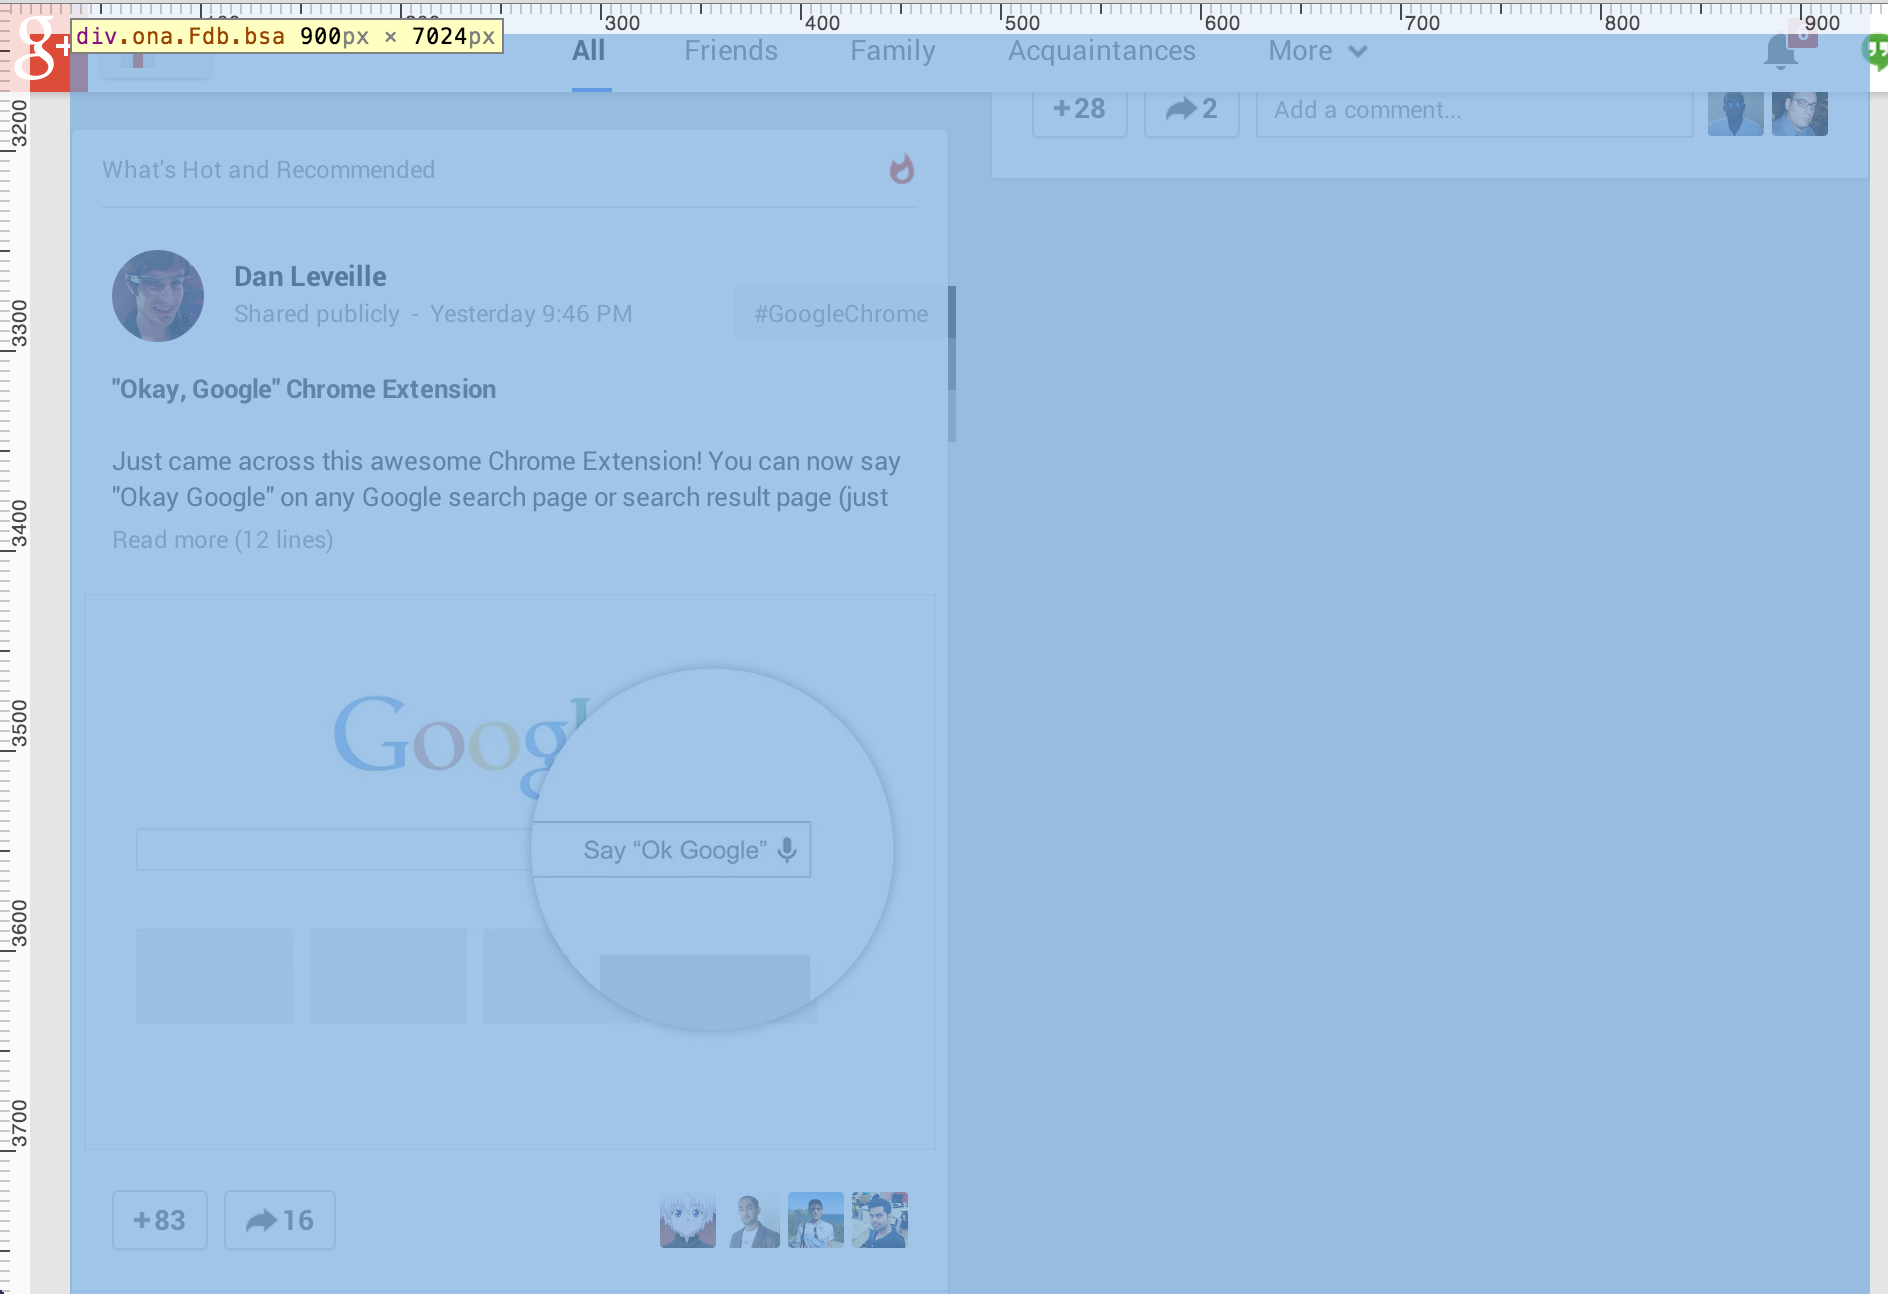 300 400 500 600 700 800 900
div.ona.Fdb.bsa 900px × 7024px
g+
All Friends Family Acquaintances More
3200
+28 2 Add a comment...
What's Hot and Recommended
Dan Leveille
Shared publicly - Yesterday 9:46 PM #GoogleChrome
3300
"Okay, Google" Chrome Extension
Just came across this awesome Chrome Extension! You can now say
"Okay Google" on any Google search page or search result page (just
3400
Read more (12 lines)
3500
Googl
Say “Ok Google”
3600
3700
+83 16